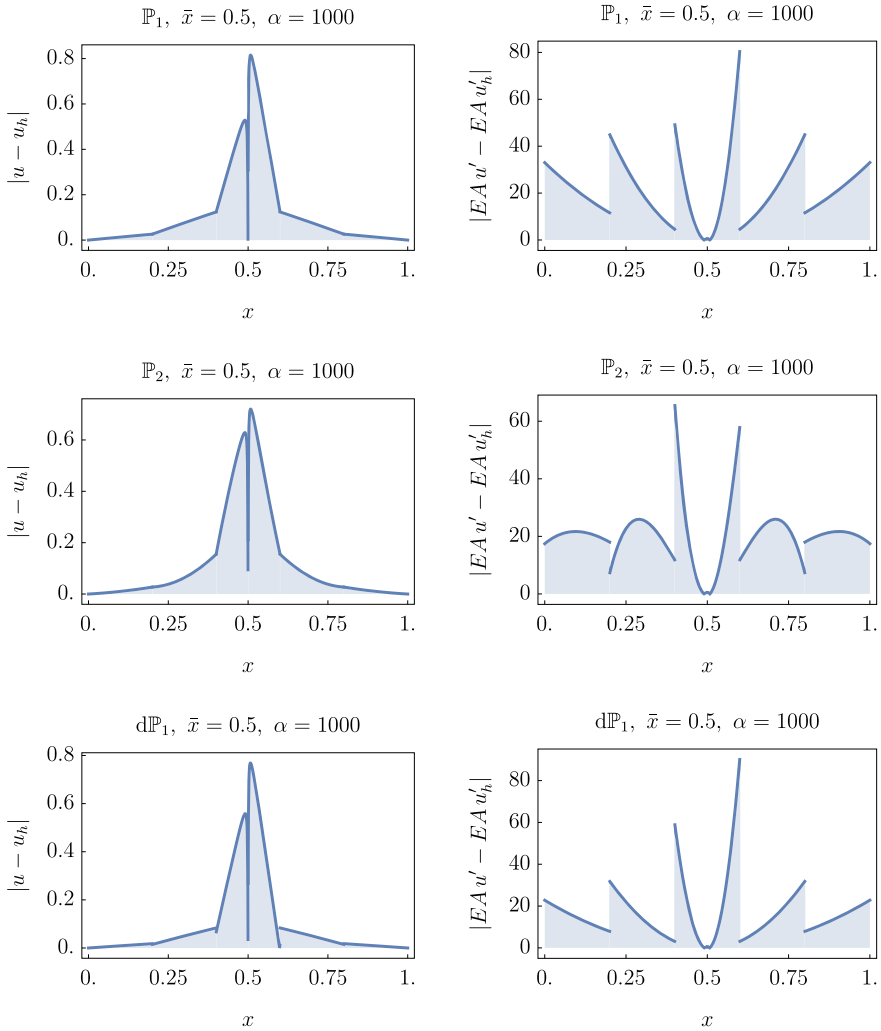 ℙ₁, x̄ = 0.5, α = 1000
|u − uₕ|
0.8
0.6
0.4
0.2
0.
0. 0.25 0.5 0.75 1.
x
ℙ₁, x̄ = 0.5, α = 1000
|EA u′ − EA u′ₕ|
80
60
40
20
0
0. 0.25 0.5 0.75 1.
x
ℙ₂, x̄ = 0.5, α = 1000
|u − uₕ|
0.6
0.4
0.2
0.
0. 0.25 0.5 0.75 1.
x
ℙ₂, x̄ = 0.5, α = 1000
|EA u′ − EA u′ₕ|
60
40
20
0
0. 0.25 0.5 0.75 1.
x
dℙ₁, x̄ = 0.5, α = 1000
|u − uₕ|
0.8
0.6
0.4
0.2
0.
0. 0.25 0.5 0.75 1.
x
dℙ₁, x̄ = 0.5, α = 1000
|EA u′ − EA u′ₕ|
80
60
40
20
0
0. 0.25 0.5 0.75 1.
x